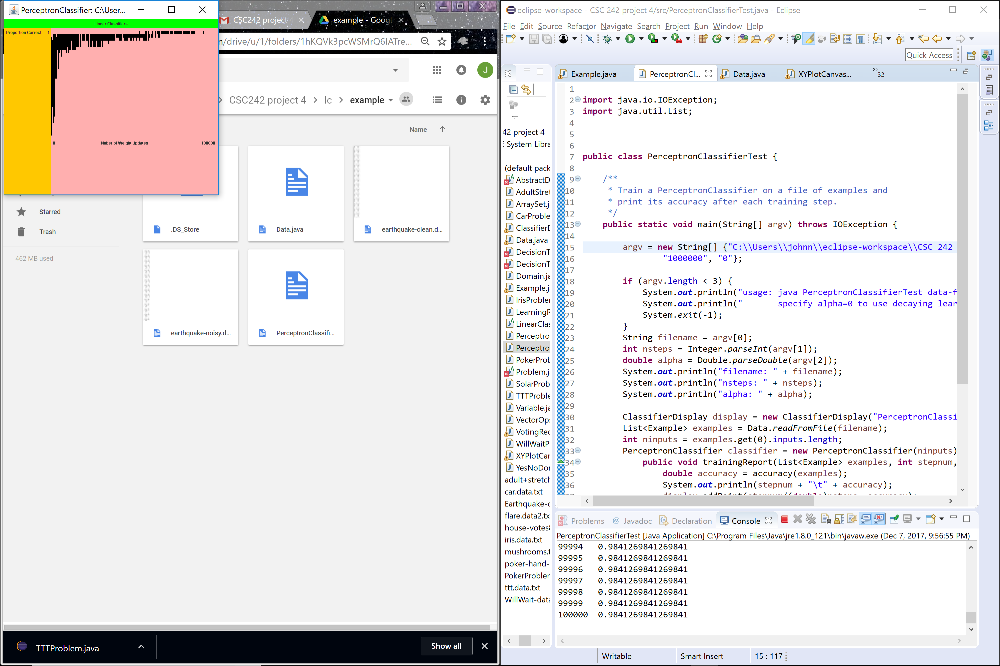 PerceptronClassifier: C:\User...
Linear Classifiers
Proportion Correct 1
0 Nuber of Weight Updates 100000
CSC242 project
example - Goog
/drive/u/1/folders/1hKQVk3pcWSMrQ6IATre...
J
CSC242 project 4 > lc > example
Name
.DS_Store
Data.java
earthquake-clean.d...
earthquake-noisy.d...
PerceptronClassifi...
Starred
Trash
462 MB used
TTTProblem.java
Show all
eclipse-workspace - CSC 242 project 4/src/PerceptronClassifierTest.java - Eclipse
File Edit Source Refactor Navigate Search Project Run Window Help
Quick Access
Example.java
PerceptronCl...
Data.java
XYPlotCanvas...
»32
42 project 4
System Libra
(default pack
AbstractD
AdultStret
ArraySet.j
CarProble
ClassifierD
Data.java
DecisionT
DecisionT
Domain.ja
Example.j
IrisProbler
LearningR
LinearClas
Perceptro
Perceptro
PokerProb
Problem.j
SolarProb
TTTProble
Variable.ja
VectorOps
VotingRec
WillWaitP
XYPlotCar
YesNoDor
adult+stretch
car.data.txt
Earthquake-c
flare.data2.tx
house-votes8
iris.data.txt
mushrooms.t
poker-hand-
PokerProbler
ttt.data.txt
WillWait-data
1
2 import java.io.IOException;
3 import java.util.List;
4
5
6
7 public class PerceptronClassifierTest {
8
9 /**
10 * Train a PerceptronClassifier on a file of examples and
11 * print its accuracy after each training step.
12 */
13 public static void main(String[] argv) throws IOException {
14
15 argv = new String[] {"C:\\Users\\johnn\\eclipse-workspace\\CSC 242
16 "1000000", "0"};
17
18 if (argv.length < 3) {
19 System.out.println("usage: java PerceptronClassifierTest data-f
20 System.out.println(" specify alpha=0 to use decaying lear
21 System.exit(-1);
22 }
23 String filename = argv[0];
24 int nsteps = Integer.parseInt(argv[1]);
25 double alpha = Double.parseDouble(argv[2]);
26 System.out.println("filename: " + filename);
27 System.out.println("nsteps: " + nsteps);
28 System.out.println("alpha: " + alpha);
29
30 ClassifierDisplay display = new ClassifierDisplay("PerceptronClassi
31 List<Example> examples = Data.readFromFile(filename);
32 int ninputs = examples.get(0).inputs.length;
33 PerceptronClassifier classifier = new PerceptronClassifier(ninputs)
34 public void trainingReport(List<Example> examples, int stepnum,
35 double accuracy = accuracy(examples);
36 System.out.println(stepnum + "\t" + accuracy);
Problems @ Javadoc Declaration Console
PerceptronClassifierTest [Java Application] C:\Program Files\Java\jre1.8.0_121\bin\javaw.exe (Dec 7, 2017, 9:56:55 PM)
99994 0.9841269841269841
99995 0.9841269841269841
99996 0.9841269841269841
99997 0.9841269841269841
99998 0.9841269841269841
99999 0.9841269841269841
100000 0.9841269841269841
Writable
Smart Insert
15 : 117